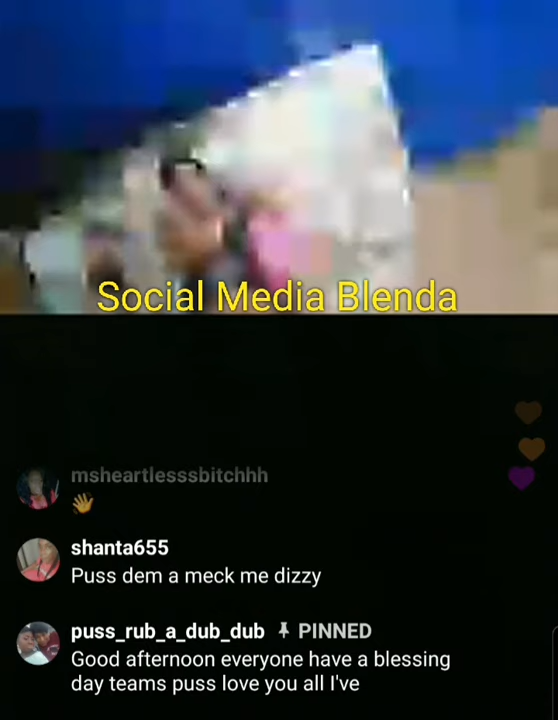 Social Media Blenda
msheartlesssbitchhh
👋
shanta655
Puss dem a meck me dizzy
puss_rub_a_dub_dub PINNED
Good afternoon everyone have a blessing
day teams puss love you all I've